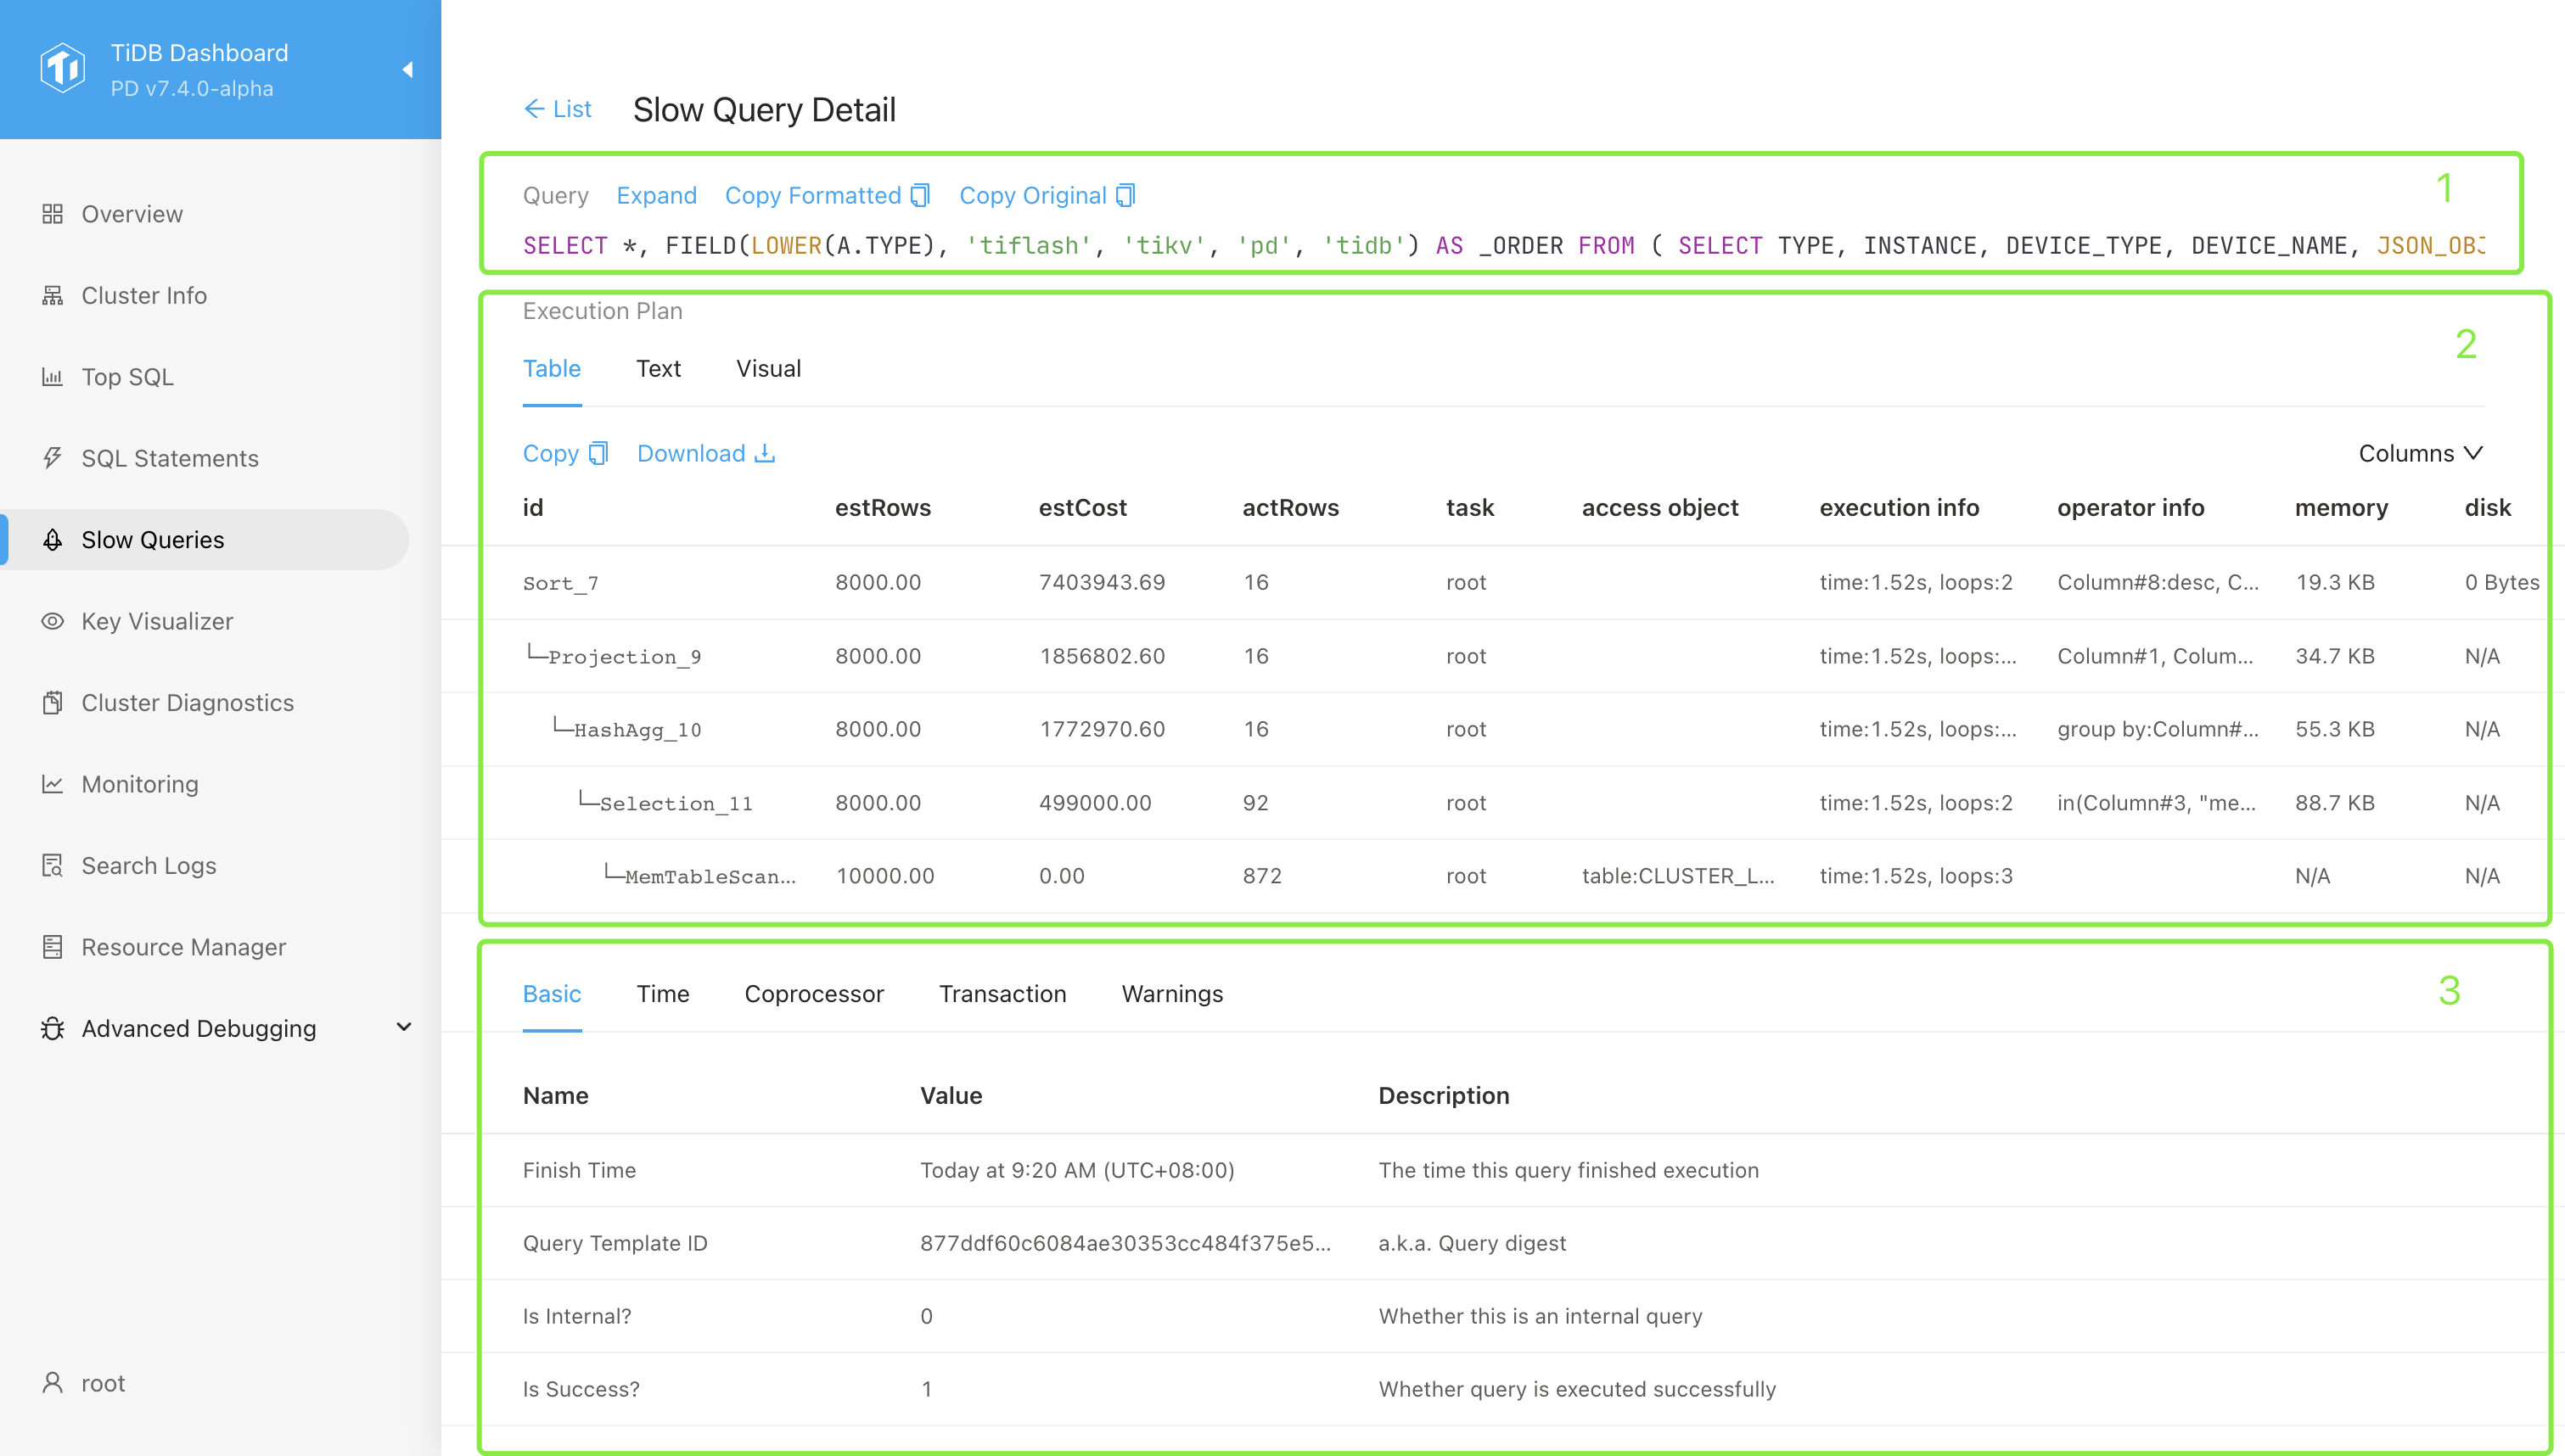 TiDB Dashboard
PD v7.4.0-alpha
Overview
Cluster Info
Top SQL
SQL Statements
Slow Queries
Key Visualizer
Cluster Diagnostics
Monitoring
Search Logs
Resource Manager
Advanced Debugging
root
List Slow Query Detail
1
Query Expand Copy Formatted Copy Original
SELECT *, FIELD(LOWER(A.TYPE), 'tiflash', 'tikv', 'pd', 'tidb') AS _ORDER FROM ( SELECT TYPE, INSTANCE, DEVICE_TYPE, DEVICE_NAME, JSON_OBJ
Execution Plan
2
Table Text Visual
Copy Download Columns
id estRows estCost actRows task access object execution info operator info memory disk
Sort_7 8000.00 7403943.69 16 root time:1.52s, loops:2 Column#8:desc, C... 19.3 KB 0 Bytes
└─Projection_9 8000.00 1856802.60 16 root time:1.52s, loops:... Column#1, Colum... 34.7 KB N/A
└─HashAgg_10 8000.00 1772970.60 16 root time:1.52s, loops:... group by:Column#... 55.3 KB N/A
└─Selection_11 8000.00 499000.00 92 root time:1.52s, loops:2 in(Column#3, "me... 88.7 KB N/A
└─MemTableScan... 10000.00 0.00 872 root table:CLUSTER_L... time:1.52s, loops:3 N/A N/A
3
Basic Time Coprocessor Transaction Warnings
Name Value Description
Finish Time Today at 9:20 AM (UTC+08:00) The time this query finished execution
Query Template ID 877ddf60c6084ae30353cc484f375e5... a.k.a. Query digest
Is Internal? 0 Whether this is an internal query
Is Success? 1 Whether query is executed successfully